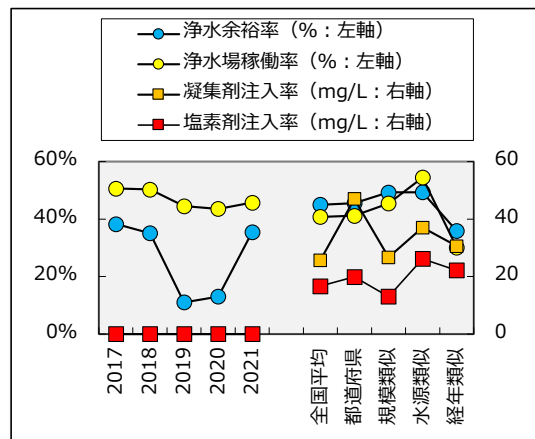 浄水余裕率（%：左軸）
浄水場稼働率（%：左軸）
凝集剤注入率（mg/L：右軸）
塩素剤注入率（mg/L：右軸）
60%
40%
20%
0%
60
40
20
0
2017
2018
2019
2020
2021
全国平均
都道府県
規模類似
水源類似
経年類似